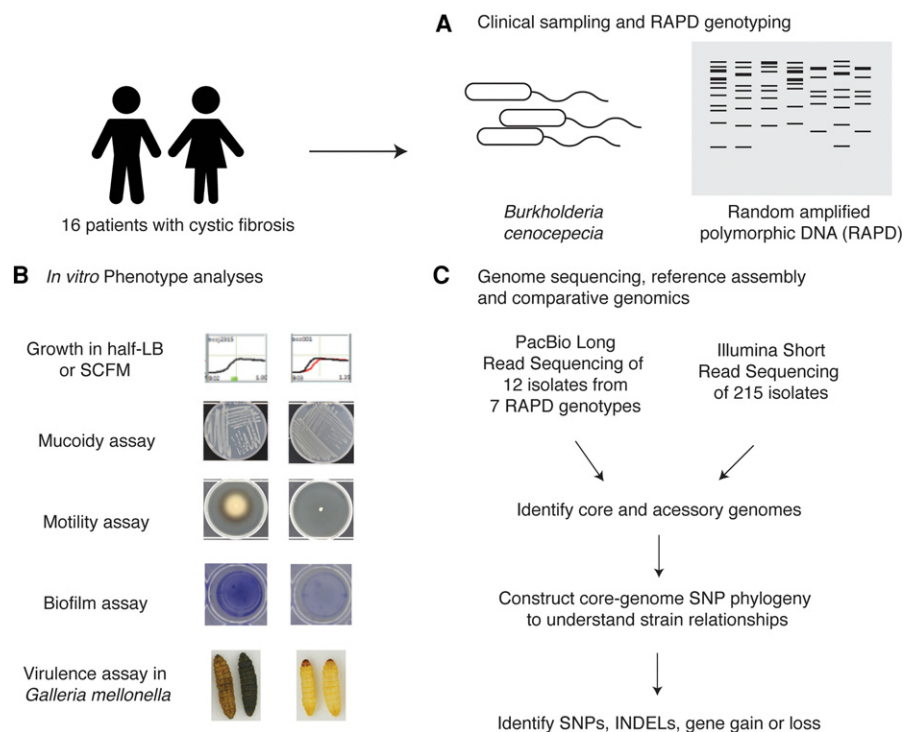 A Clinical sampling and RAPD genotyping
16 patients with cystic fibrosis
Burkholderia
cenocepecia
Random amplified
polymorphic DNA (RAPD)
B In vitro Phenotype analyses
Growth in half-LB
or SCFM
Mucoidy assay
Motility assay
Biofilm assay
Virulence assay in
Galleria mellonella
C Genome sequencing, reference assembly
and comparative genomics
PacBio Long
Read Sequencing of
12 isolates from
7 RAPD genotypes
Illumina Short
Read Sequencing
of 215 isolates
Identify core and acessory genomes
Construct core-genome SNP phylogeny
to understand strain relationships
Identify SNPs, INDELs, gene gain or loss